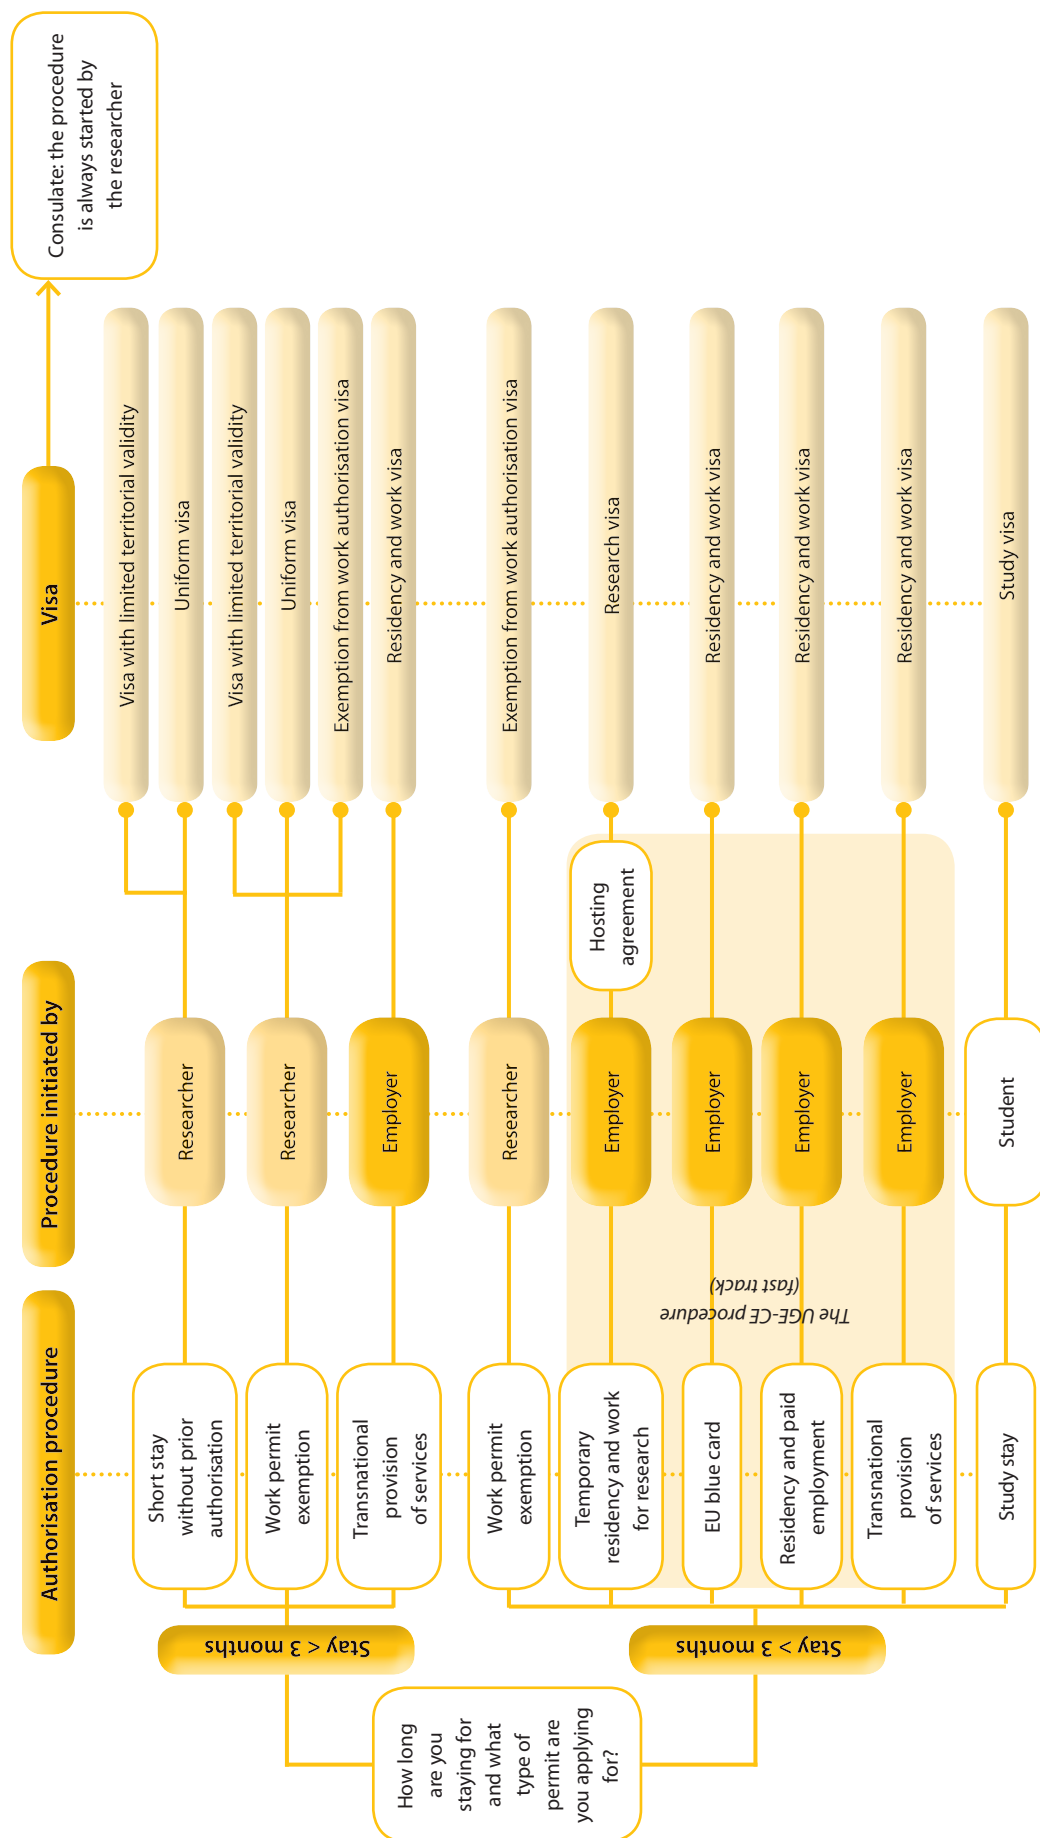 Authorisation procedure
Procedure initiated by
Visa
Consulate: the procedure
is always started by
the researcher
How long
are you
staying for
and what
type of
permit are
you applying
for?
Stay < 3 months
Short stay
without prior
authorisation
Researcher
Visa with limited territorial validity
Uniform visa
Work permit
exemption
Researcher
Visa with limited territorial validity
Uniform visa
Exemption from work authorisation visa
Transnational
provision
of services
Employer
Residency and work visa
Stay > 3 months
Work permit
exemption
Researcher
Exemption from work authorisation visa
Temporary
residency and work
for research
Employer
Hosting
agreement
Research visa
The UGE-CE procedure
(fast track)
EU blue card
Employer
Residency and work visa
Residency and paid
employment
Employer
Residency and work visa
Transnational
provision
of services
Employer
Residency and work visa
Study stay
Student
Study visa